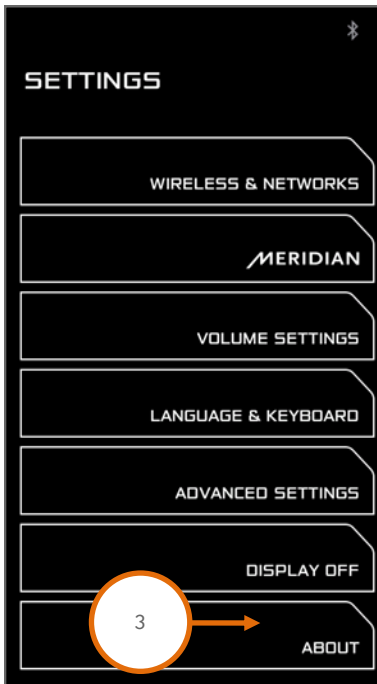 SETTINGS
WIRELESS & NETWORKS
MERIDIAN
VOLUME SETTINGS
LANGUAGE & KEYBOARD
ADVANCED SETTINGS
DISPLAY OFF
3
ABOUT